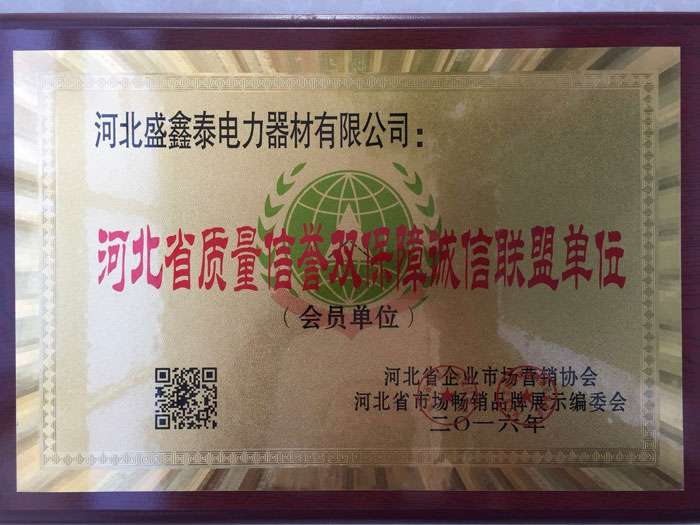 河北盛鑫泰电力器材有限公司：
河北省质量信誉双保障诚信联盟单位
（会员单位）
河北省企业市场营销协会
河北省市场畅销品牌展示编委会
二〇一六年